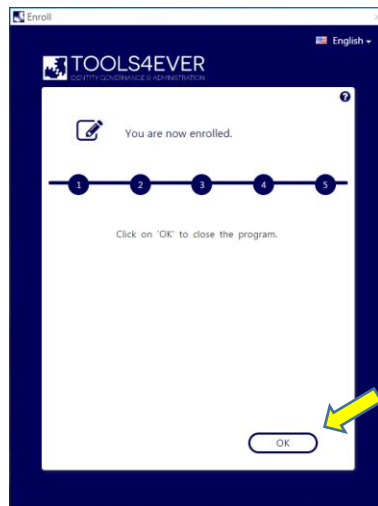 Enroll
English
TOOLS4EVER
IDENTITY GOVERNANCE & ADMINISTRATION
You are now enrolled.
1 2 3 4 5
Click on 'OK' to close the program.
OK